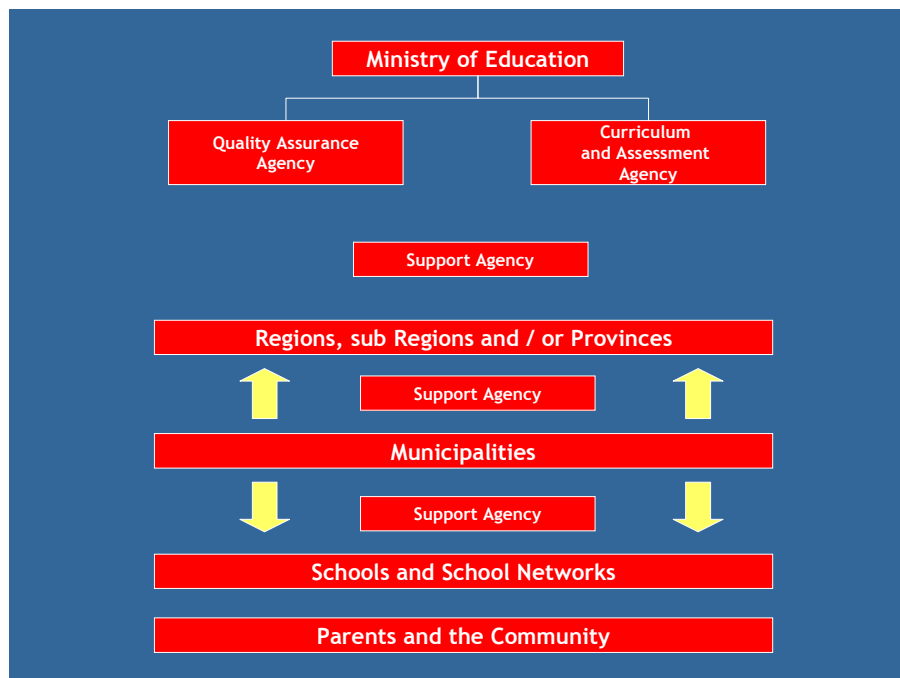 Ministry of Education
Quality Assurance
Agency
Curriculum
and Assessment
Agency
Support Agency
Regions, sub Regions and / or Provinces
Support Agency
Municipalities
Support Agency
Schools and School Networks
Parents and the Community